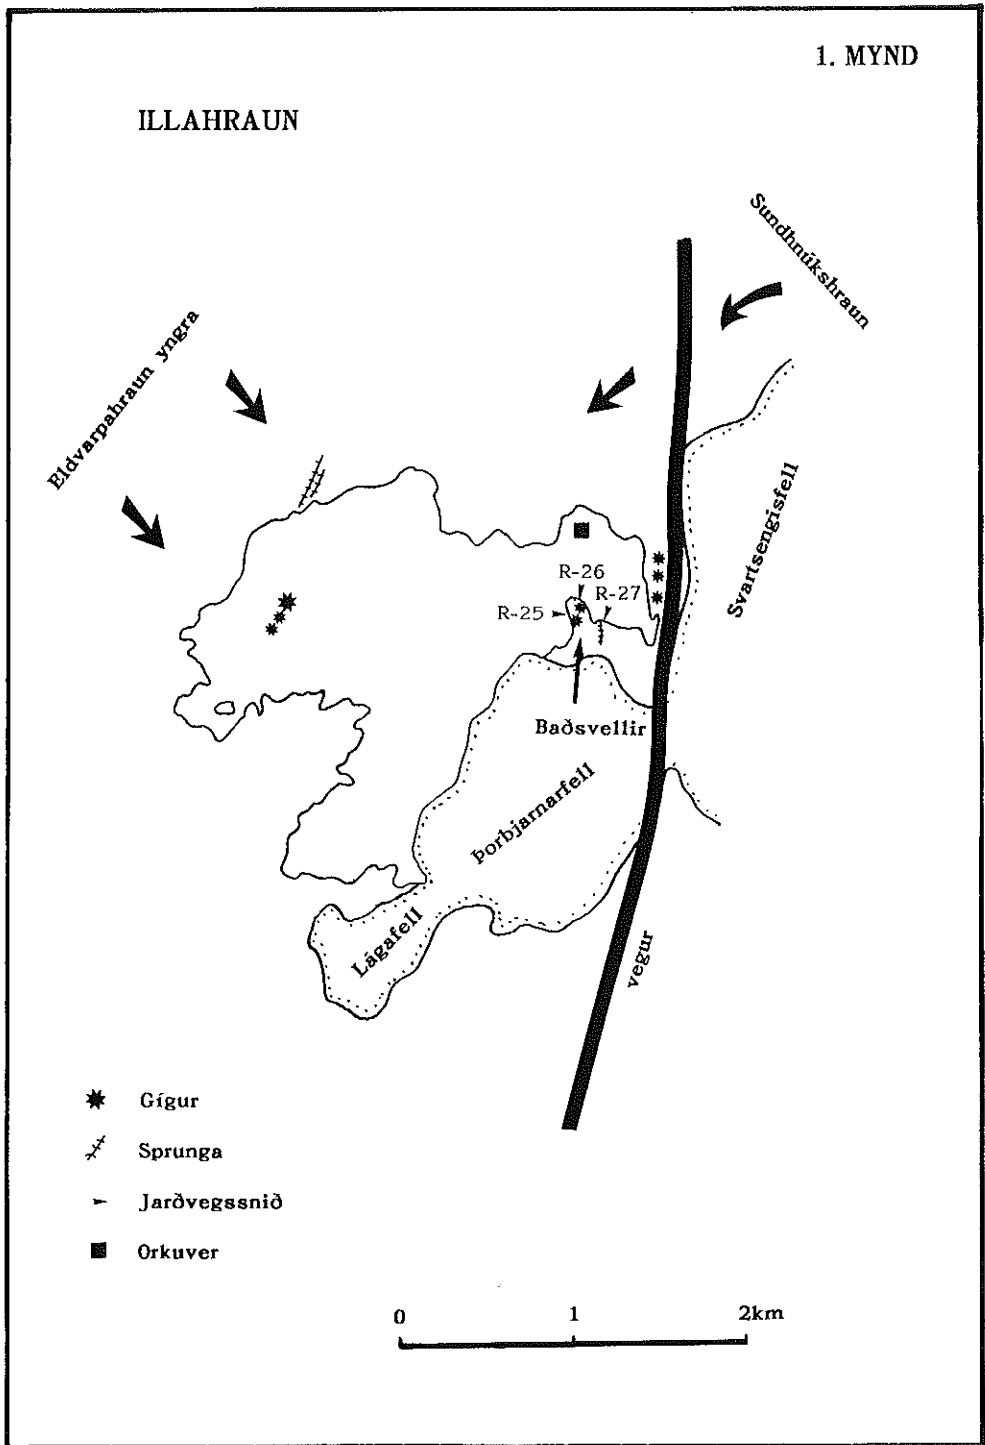 1. MYND
ILLAHRAUN
Sundhnúkshraun
Eldvarpahraun yngra
Svartsengisfell
R-26
R-27
R-25
Baðsvellir
Þorbjarnarfell
Lágafell
vegur
Gígur
Sprunga
Jarðvegssnið
Orkuver
0 1 2km